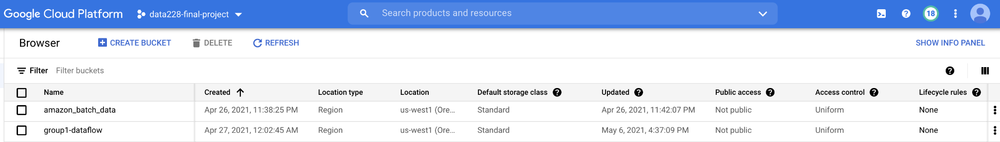 Google Cloud Platform data228-final-project Search products and resources 18
Browser CREATE BUCKET DELETE REFRESH SHOW INFO PANEL
Filter Filter buckets
Name Created Location type Location Default storage class Updated Public access Access control Lifecycle rules
amazon_batch_data Apr 26, 2021, 11:38:25 PM Region us-west1 (Ore... Standard Apr 26, 2021, 11:42:07 PM Not public Uniform None
group1-dataflow Apr 27, 2021, 12:02:45 AM Region us-west1 (Ore... Standard May 6, 2021, 4:37:09 PM Not public Uniform None